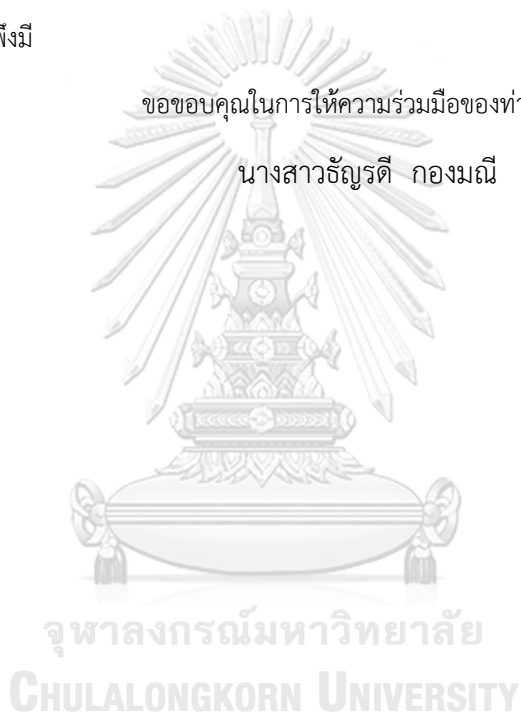 พึงมี
ขอขอบคุณในการให้ความร่วมมือของท่า
นางสาวธัญรดี กองมณี
จุฬาลงกรณ์มหาวิทยาลัย
CHULALONGKORN UNIVERSITY